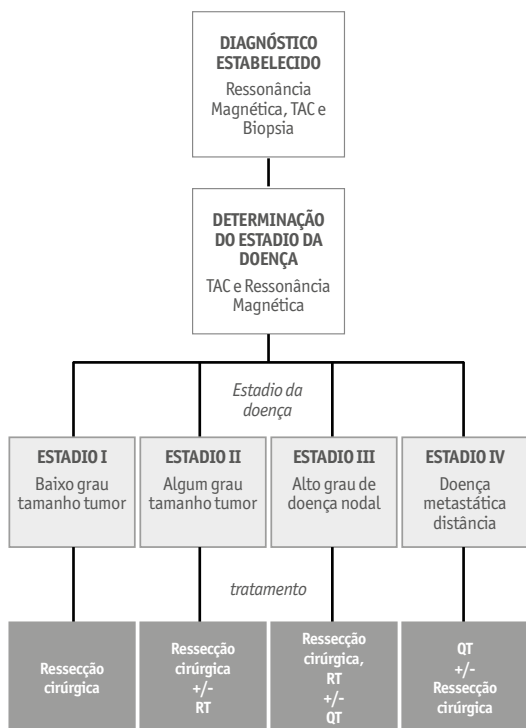 DIAGNÓSTICO
ESTABELECIDO
Ressonância
Magnética, TAC e
Biopsia
DETERMINAÇÃO
DO ESTADIO DA
DOENÇA
TAC e Ressonância
Magnética
Estadio da
doença
ESTADIO I
Baixo grau
tamanho tumor
ESTADIO II
Algum grau
tamanho tumor
ESTADIO III
Alto grau de
doença nodal
ESTADIO IV
Doença
metastática
distância
tratamento
Ressecção
cirúrgica
Ressecção
cirúrgica
+/-
RT
Ressecção
cirúrgica,
RT
+/-
QT
QT
+/-
Ressecção
cirúrgica